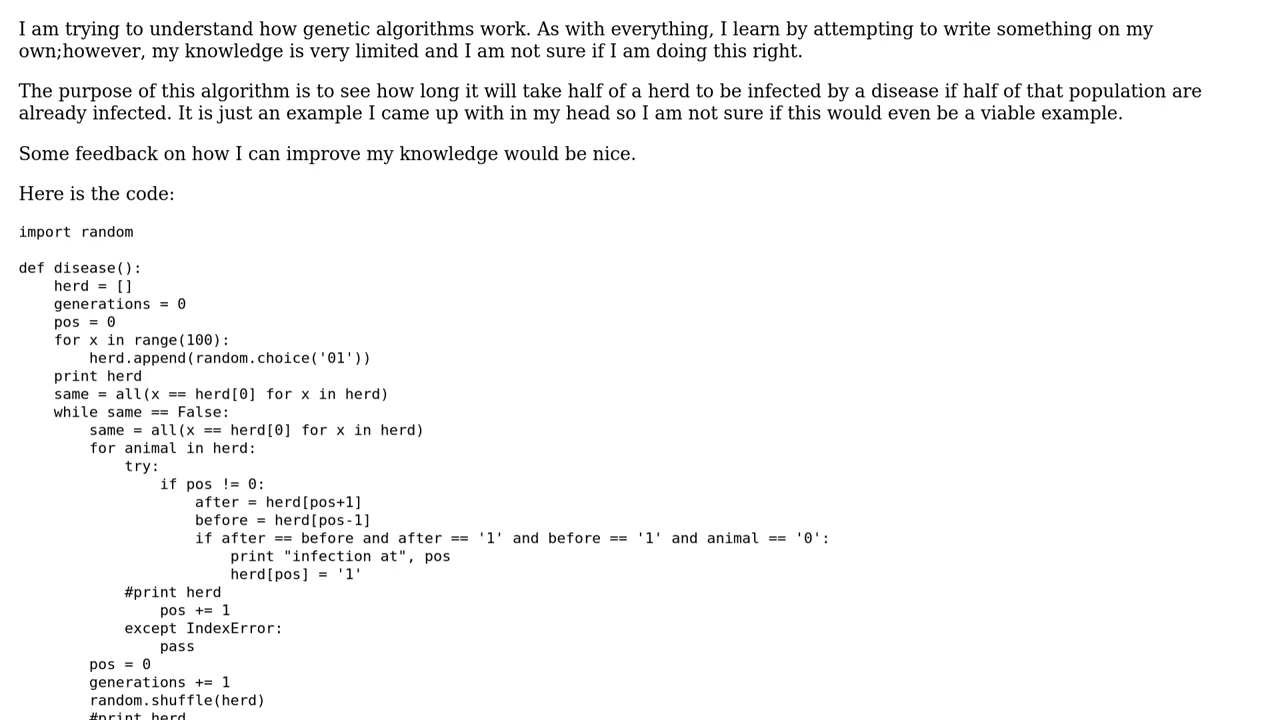 I am trying to understand how genetic algorithms work. As with everything, I learn by attempting to write something on my
own;however, my knowledge is very limited and I am not sure if I am doing this right.
The purpose of this algorithm is to see how long it will take half of a herd to be infected by a disease if half of that population are
already infected. It is just an example I came up with in my head so I am not sure if this would even be a viable example.
Some feedback on how I can improve my knowledge would be nice.
Here is the code:
import random
def disease():
    herd = []
    generations = 0
    pos = 0
    for x in range(100):
        herd.append(random.choice('01'))
    print herd
    same = all(x == herd[0] for x in herd)
    while same == False:
        same = all(x == herd[0] for x in herd)
        for animal in herd:
            try:
                if pos != 0:
                    after = herd[pos+1]
                    before = herd[pos-1]
                    if after == before and after == '1' and before == '1' and animal == '0':
                        print "infection at", pos
                        herd[pos] = '1'
            #print herd
                pos += 1
            except IndexError:
                pass
        pos = 0
        generations += 1
        random.shuffle(herd)
        #print herd